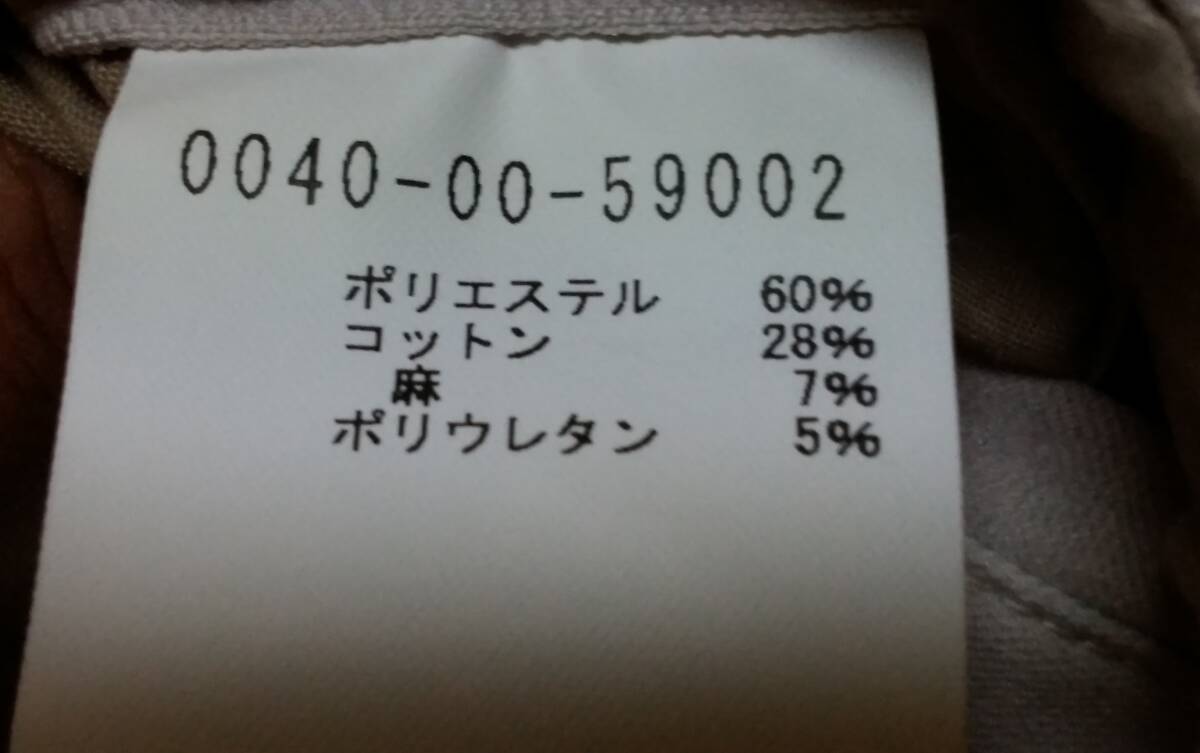 0040-00-59002
ポリエステル 60%
コットン 28%
麻 7%
ポリウレタン 5%